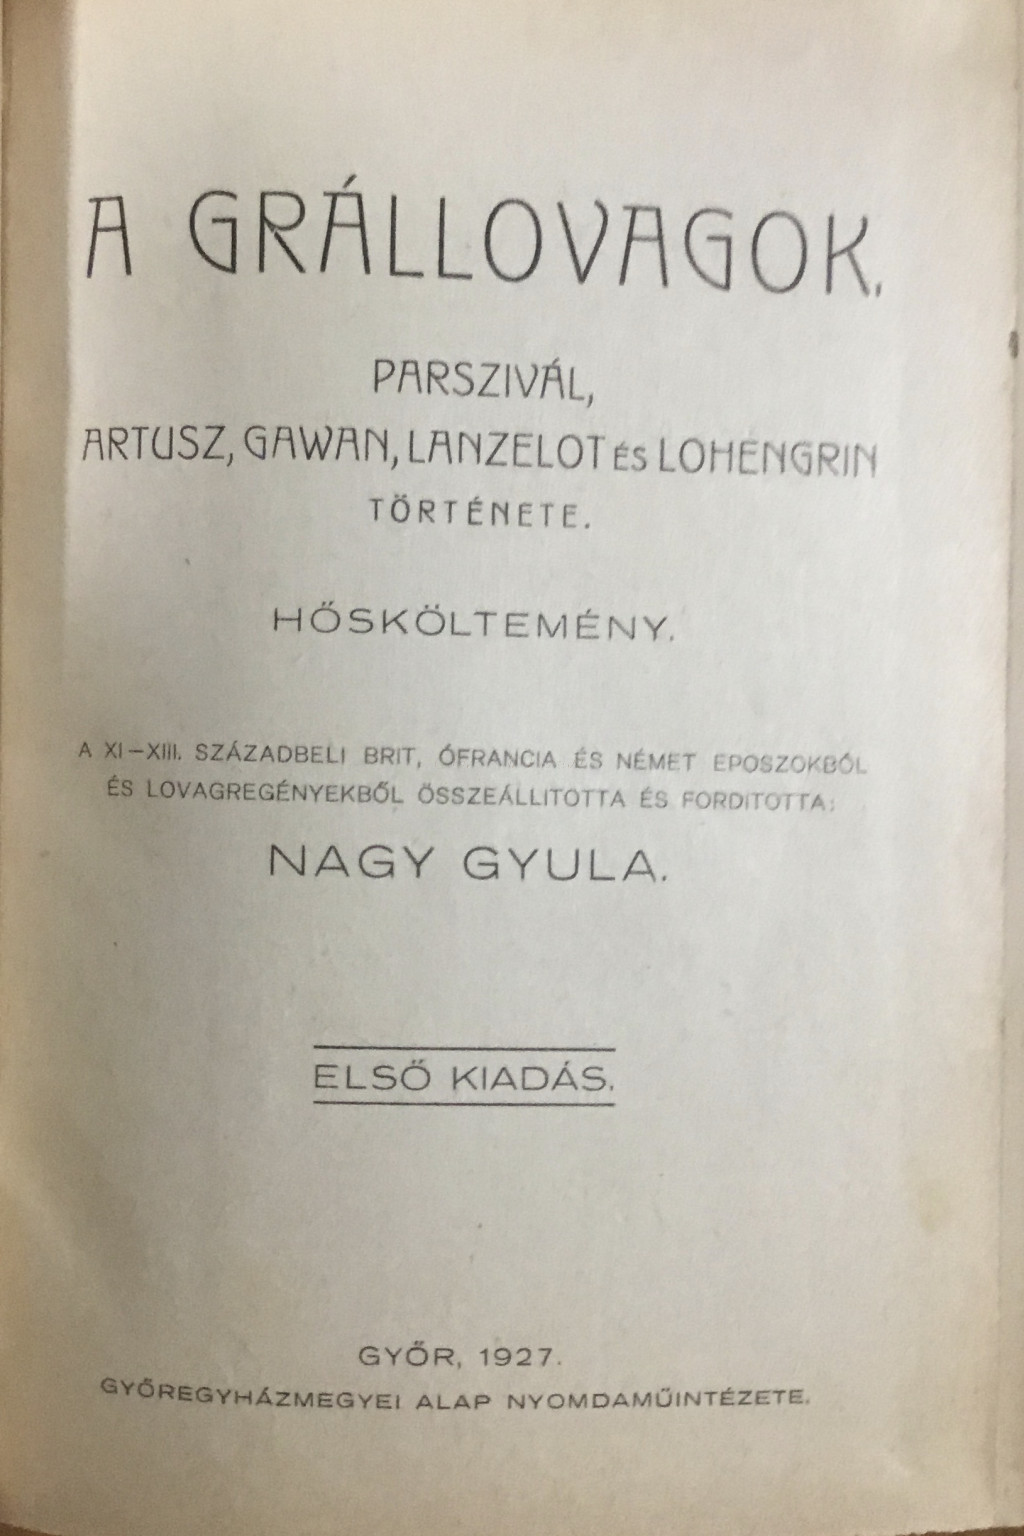 A GRÁLLOVAGOK.
PARSZIVÁL,
ARTUSZ, GAWAN, LANZELOT ÉS LOHENGRIN
TÖRTÉNETE.
HŐSKÖLTEMÉNY.
A XI–XIII. SZÁZADBELI BRIT, ÓFRANCIA ÉS NÉMET EPOSZOKBÓL
ÉS LOVAGREGÉNYEKBŐL ÖSSZEÁLLITOTTA ÉS FORDITOTTA:
NAGY GYULA.
ELSŐ KIADÁS.
GYŐR, 1927.
GYŐREGYHÁZMEGYEI ALAP NYOMDAMŰINTÉZETE.